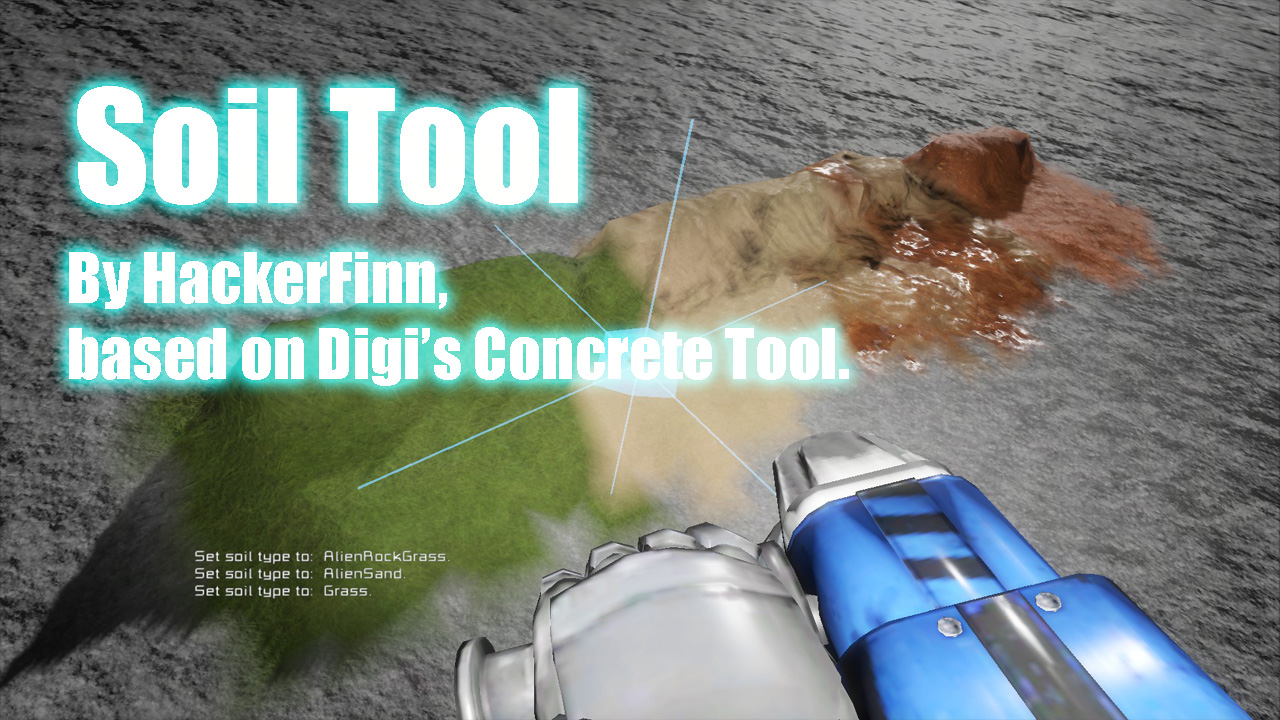 Soil Tool
By HackerFinn,
based on Digi’s Concrete Tool.
Set soil type to: AlienRockGrass.
Set soil type to: AlienSand.
Set soil type to: Grass.